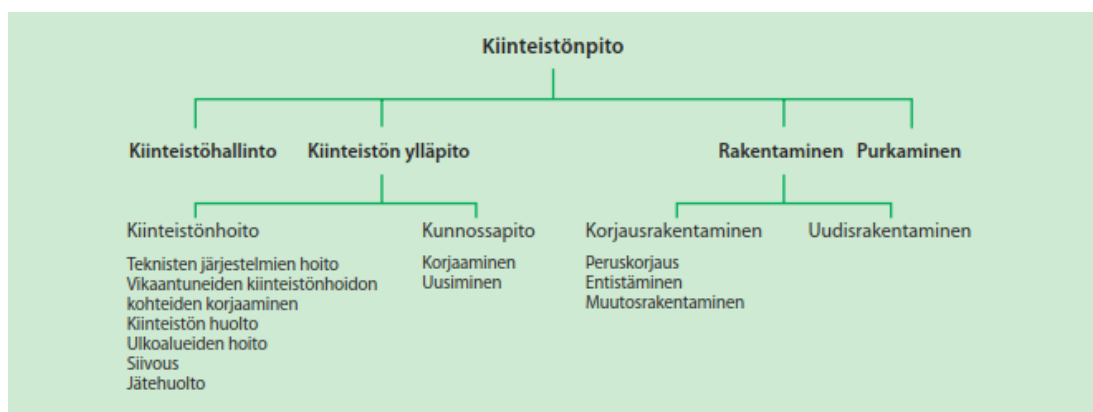 Kiinteistönpito
Kiinteistöhallinto Kiinteistön ylläpito Rakentaminen Purkaminen
Kiinteistönhoito Kunnossapito Korjausrakentaminen Uudisrakentaminen
Teknisten järjestelmien hoito
Vikaantuneiden kiinteistönhoidon
kohteiden korjaaminen
Kiinteistön huolto
Ulkoalueiden hoito
Siivous
Jätehuolto
Korjaaminen
Uusiminen
Peruskorjaus
Entistäminen
Muutosrakentaminen